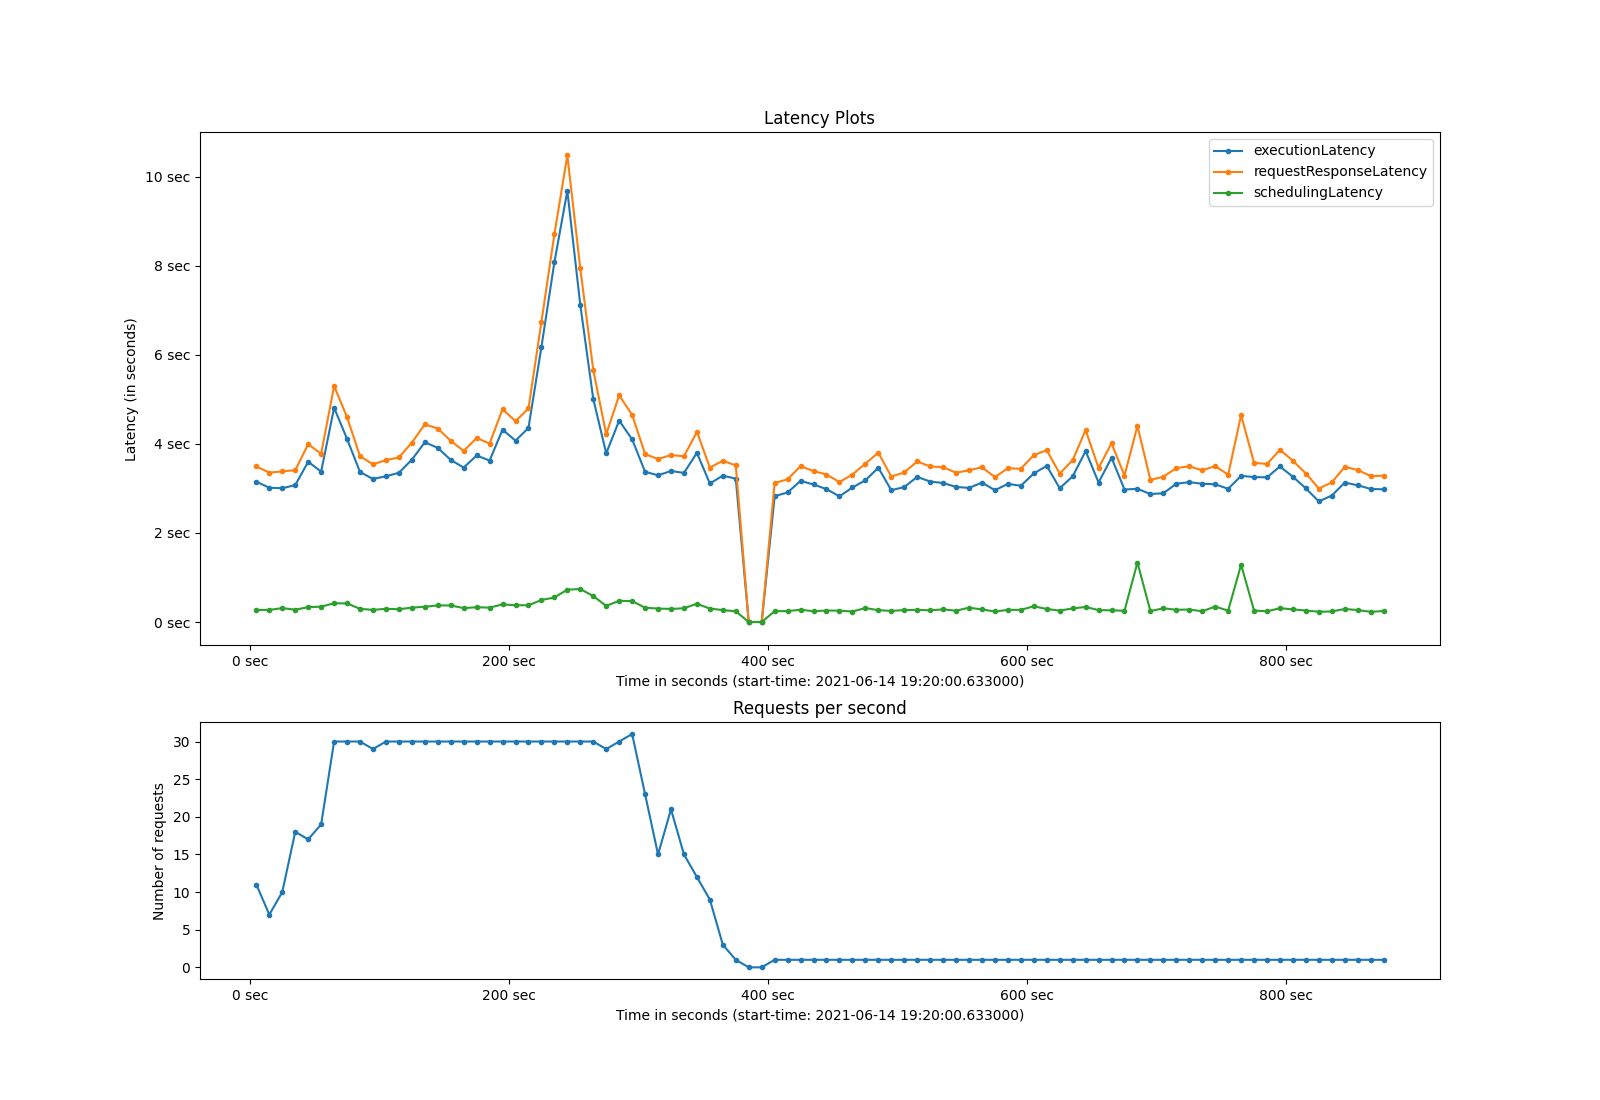 Latency Plots
executionLatency
requestResponseLatency
schedulingLatency
Latency (in seconds)
10 sec
8 sec
6 sec
4 sec
2 sec
0 sec
0 sec 200 sec 400 sec 600 sec 800 sec
Time in seconds (start-time: 2021-06-14 19:20:00.633000)
Requests per second
Number of requests
30
25
20
15
10
5
0
0 sec 200 sec 400 sec 600 sec 800 sec
Time in seconds (start-time: 2021-06-14 19:20:00.633000)